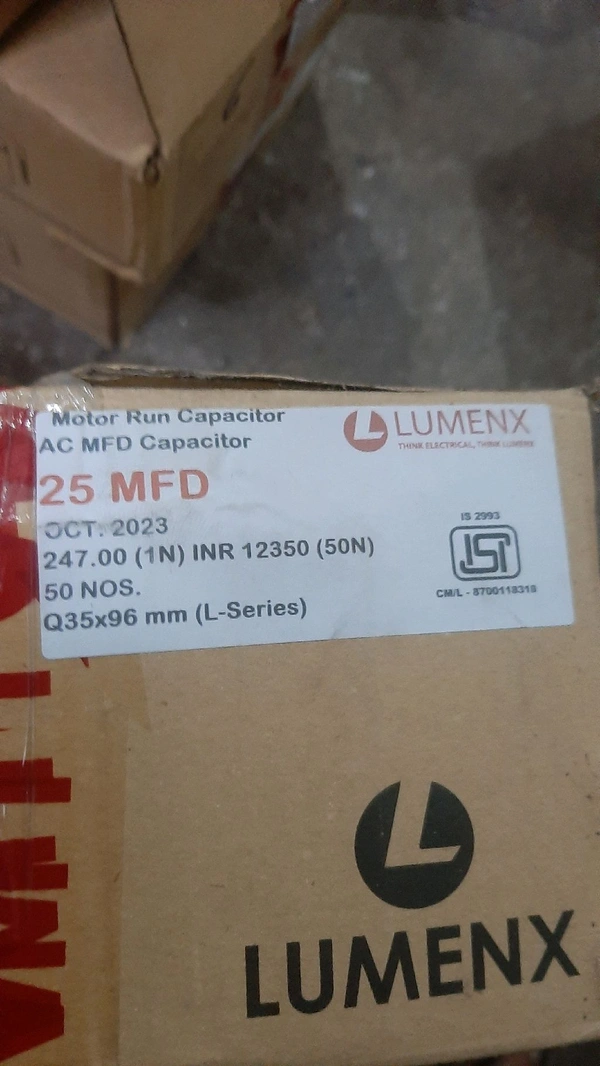 Motor Run Capacitor
AC MFD Capacitor
25 MFD
OCT. 2023
247.00 (1N) INR 12350 (50N)
50 NOS.
Q35x96 mm (L-Series)
LUMENX
THINK ELECTRICAL, THINK LUMENX
IS 2993
ISI
CM/L - 8700118318
LUMENX